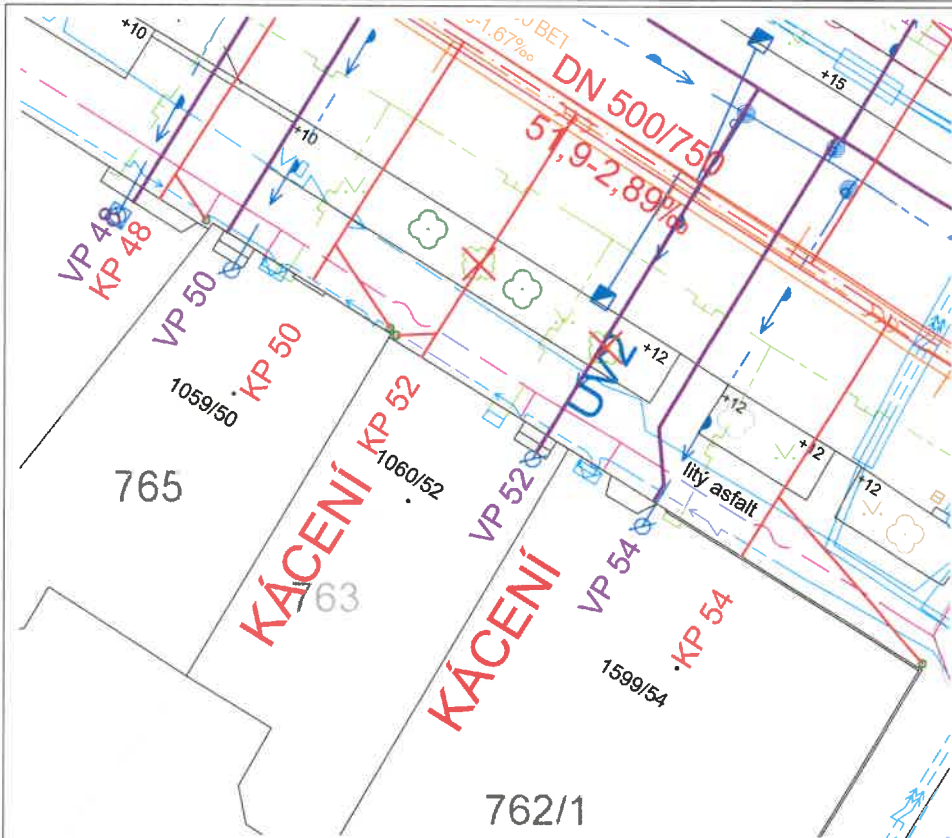 +10
BET
-1.67‰
DN 500/750
+15
+10
51,9-2,89%
VP 48
KP 48
VP 50
KP 50
UV2
+12
+12
+12
+12
1059/50
KP 52
1060/52
litý asfalt
765
VP 52
KÁCENÍ
763
VP 54
KÁCENÍ
KP 54
1599/54
762/1